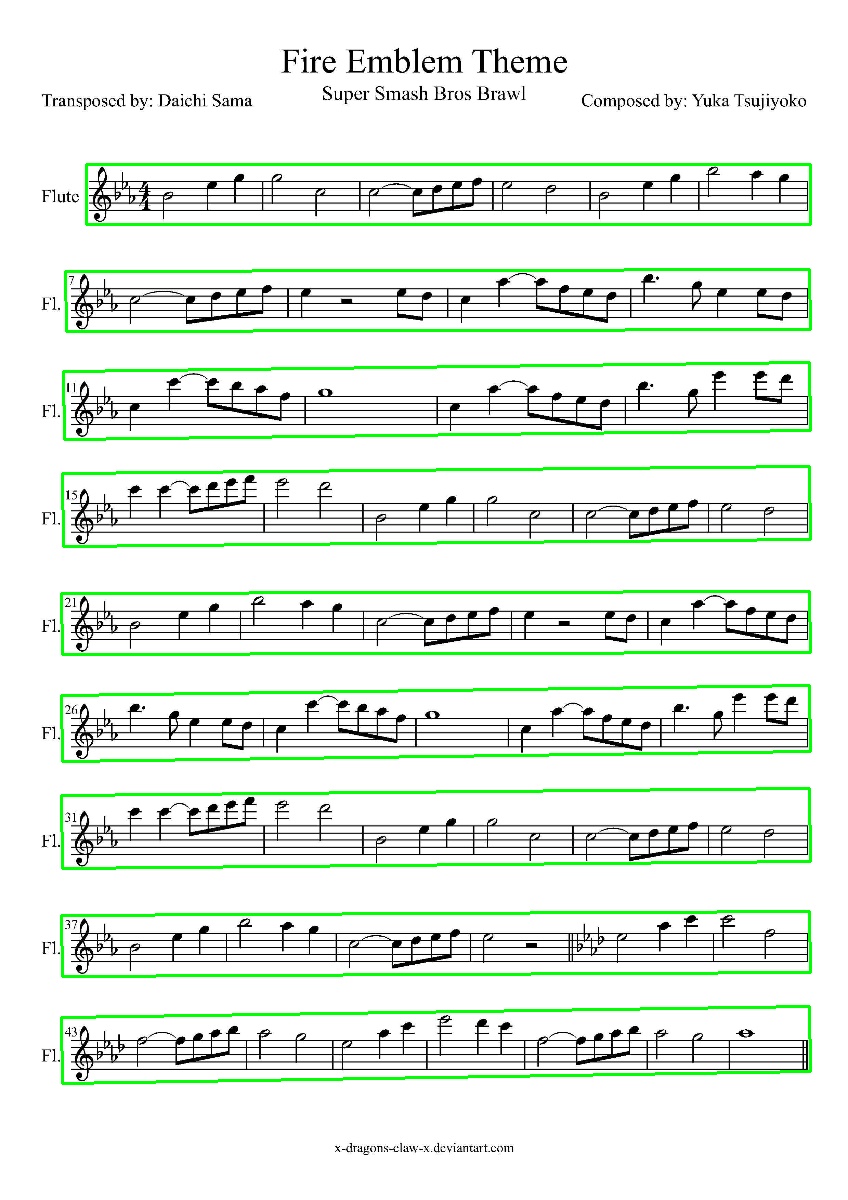 Fire Emblem Theme
Super Smash Bros Brawl
Transposed by: Daichi Sama
Composed by: Yuka Tsujiyoko
Flute
4
4
7
Fl.
11
Fl.
15
Fl.
21
Fl.
26
Fl.
31
Fl.
37
Fl.
43
Fl.
x-dragons-claw-x.deviantart.com